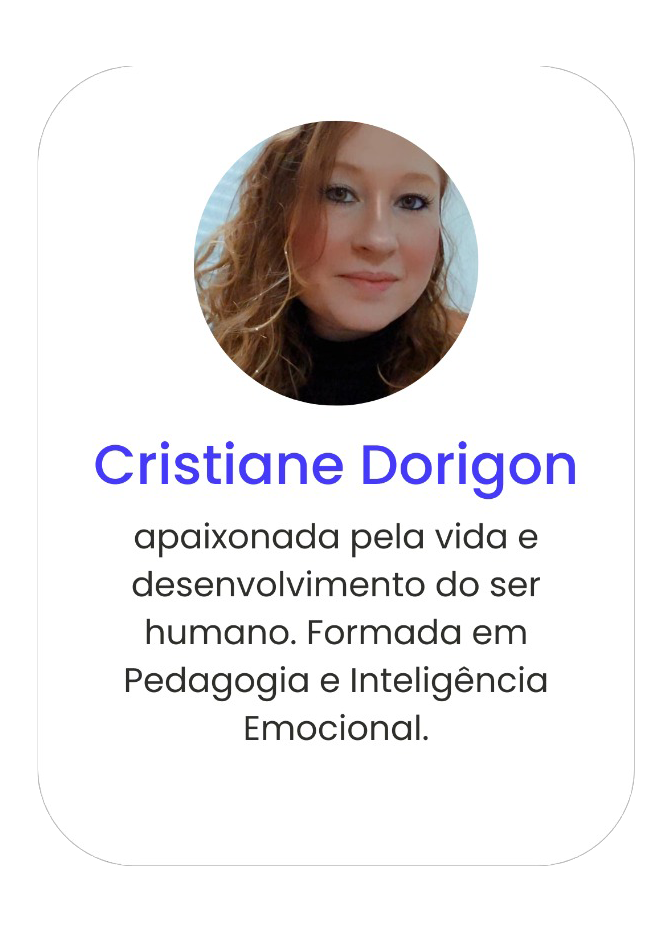 Cristiane Dorigon
apaixonada pela vida e
desenvolvimento do ser
humano. Formada em
Pedagogia e Inteligência
Emocional.